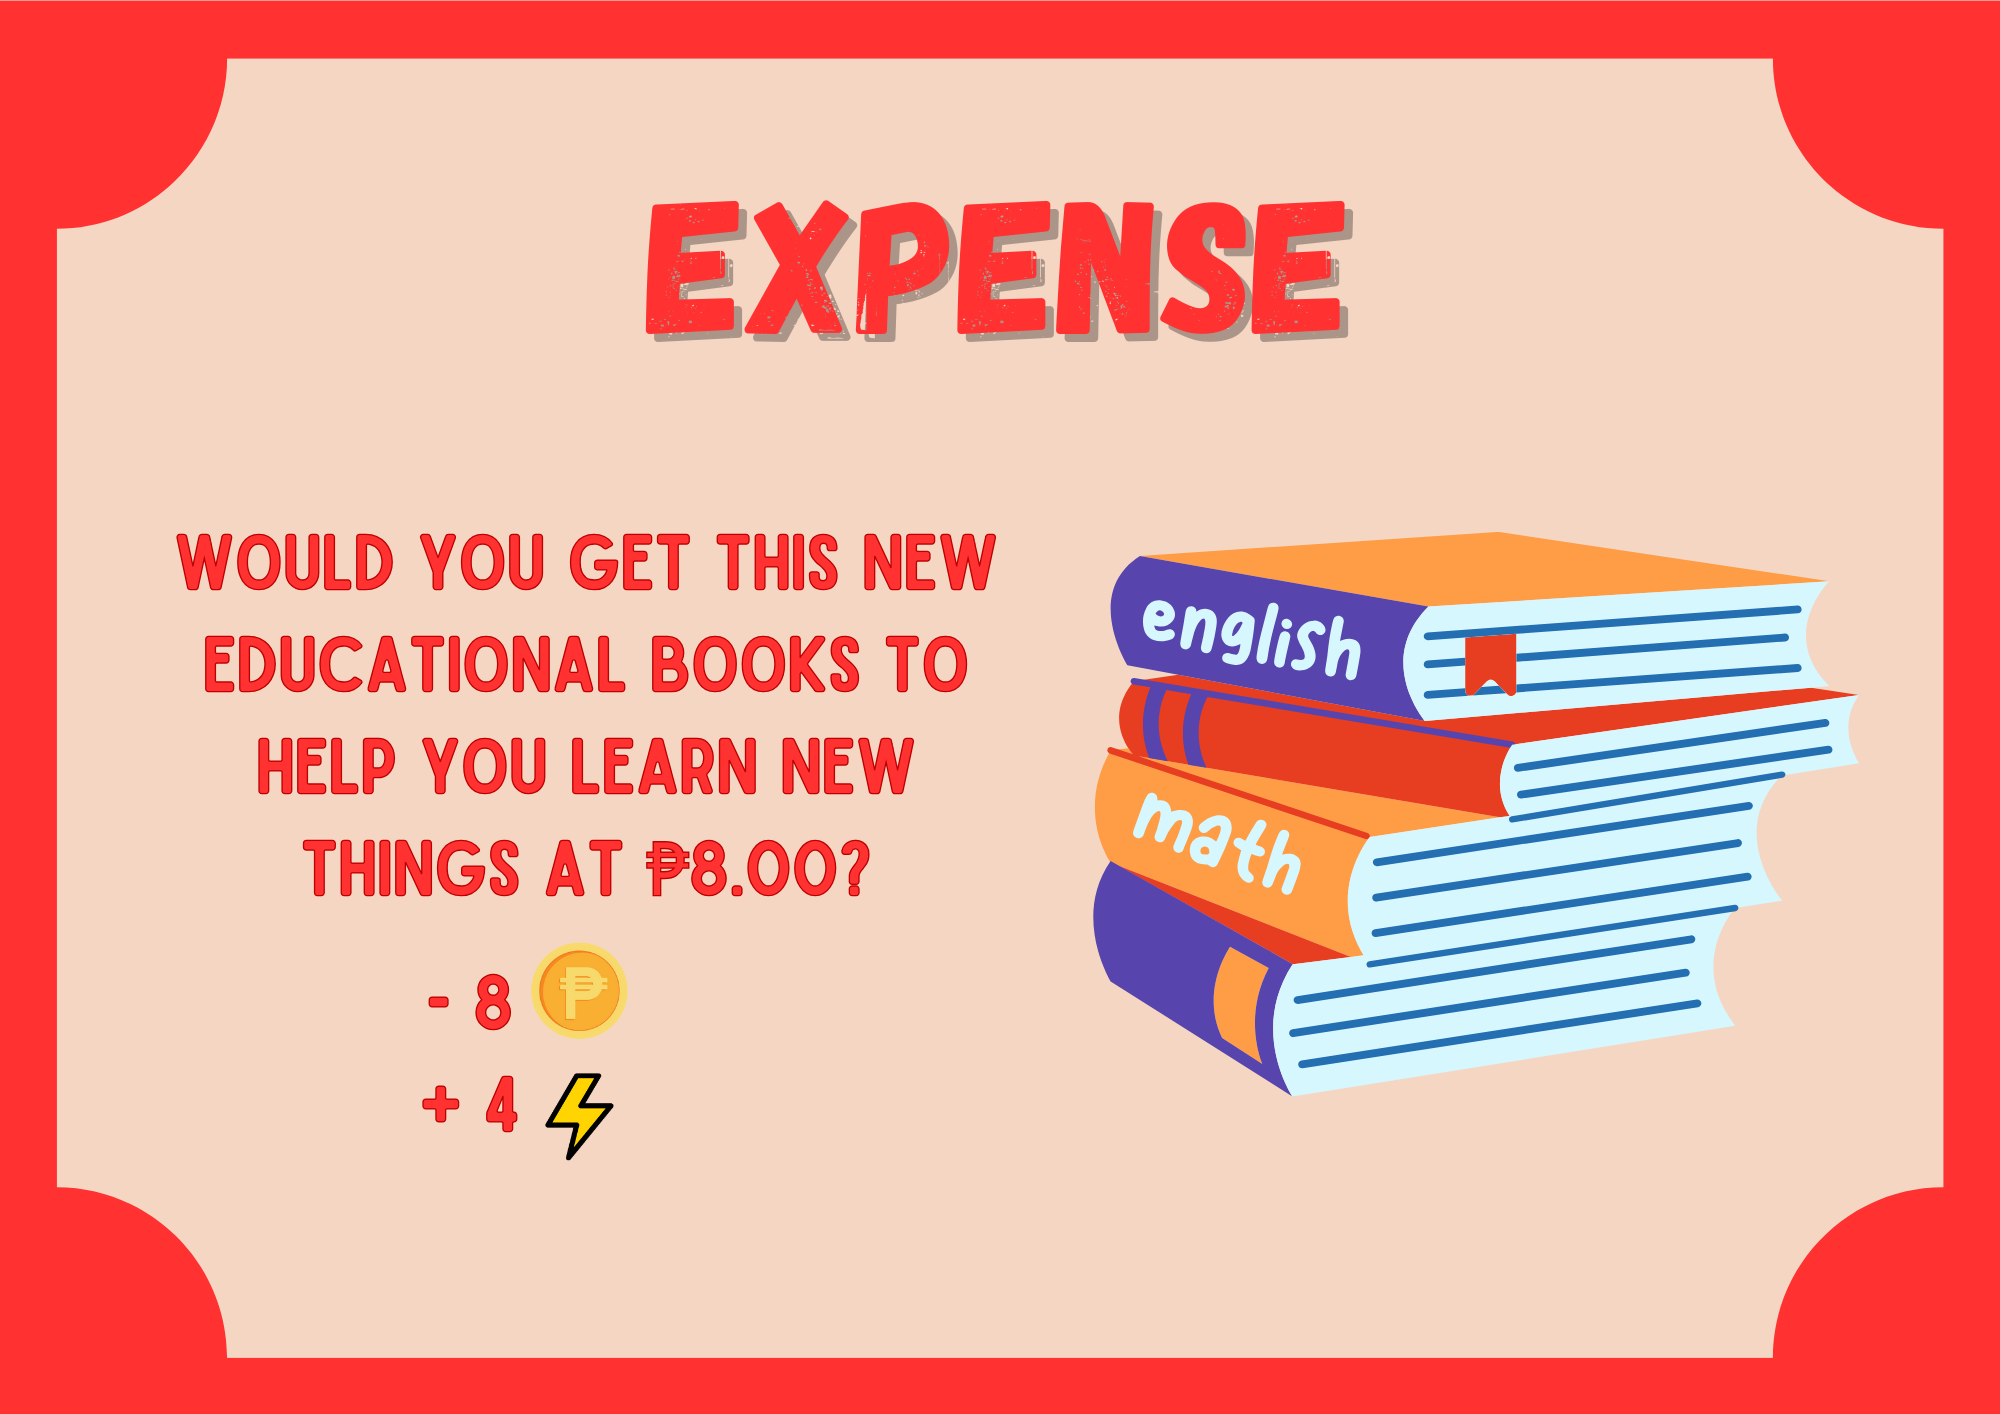 EXPENSE
WOULD YOU GET THIS NEW
EDUCATIONAL BOOKS TO
HELP YOU LEARN NEW
THINGS AT ₱8.00?
- 8 ₱
+ 4
english
math